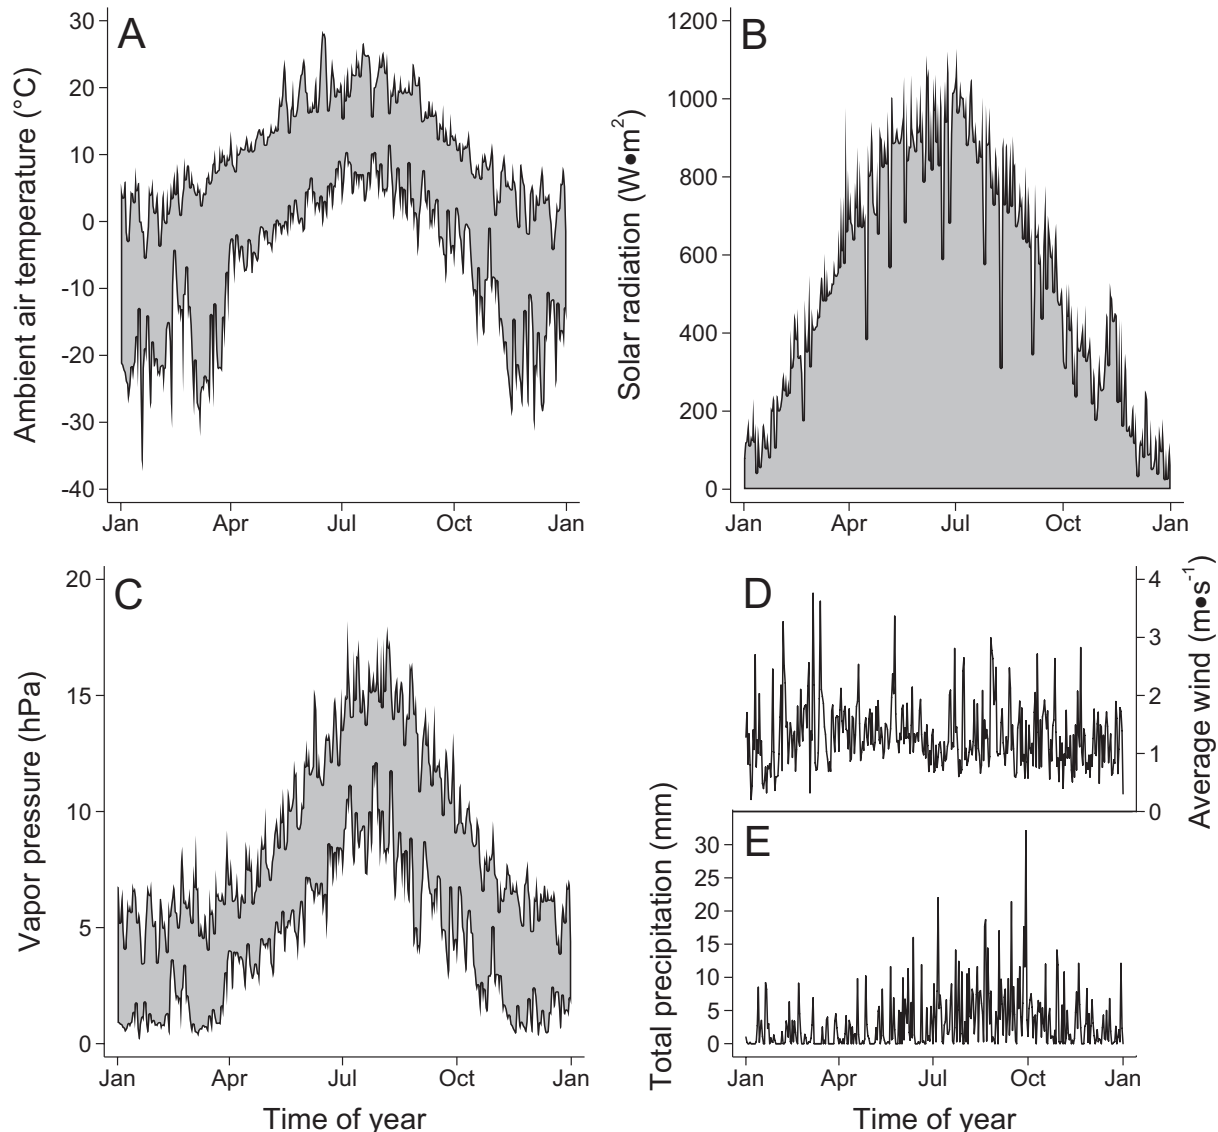 A
Ambient air temperature (°C)
30
20
10
0
-10
-20
-30
-40
Jan Apr Jul Oct Jan
B
Solar radiation (W●m²)
1200
1000
800
600
400
200
0
Jan Apr Jul Oct Jan
C
Vapor pressure (hPa)
20
15
10
5
0
Jan Apr Jul Oct Jan
Time of year
D
Average wind (m●s⁻¹)
4
3
2
1
0
E
Total precipitation (mm)
30
25
20
15
10
5
0
Jan Apr Jul Oct Jan
Time of year